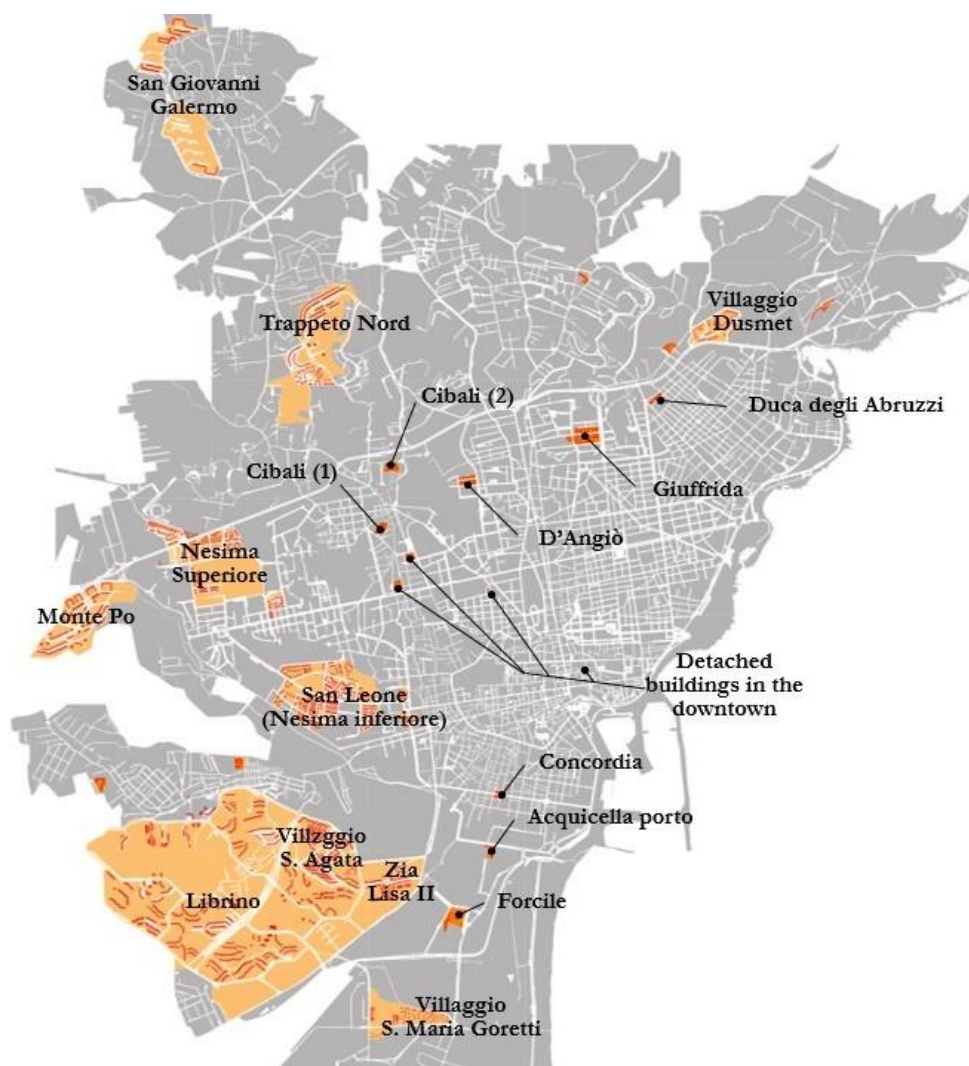 San Giovanni
Galermo
Trappeto Nord
Villaggio
Dusmet
Cibali (2)
Duca degli Abruzzi
Cibali (1)
Giuffrida
D'Angiò
Nesima
Superiore
Monte Po
Detached
buildings in the
downtown
San Leone
(Nesima inferiore)
Concordia
Acquicella porto
Villzggio
S. Agata
Zia
Lisa II
Librino
Forcile
Villaggio
S. Maria Goretti